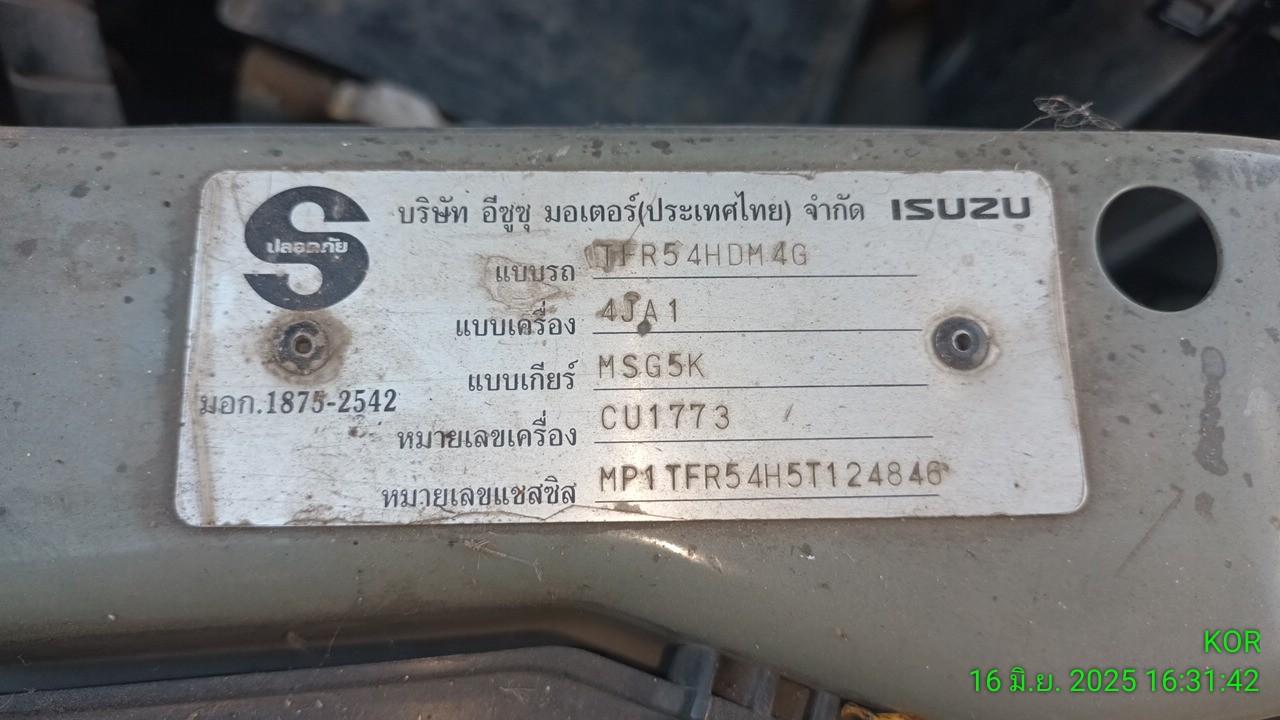 บริษัท อีซูซุ มอเตอร์(ประเทศไทย) จำกัด ISUZU
ปลอดภัย
แบบรถ TFR54HDM4G
แบบเครื่อง 4JA1
แบบเกียร์ MSG5K
มอก.1875-2542
หมายเลขเครื่อง CU1773
หมายเลขแชสซิส MP1TFR54H5T124846
KOR
16 มิ.ย. 2025 16:31:42